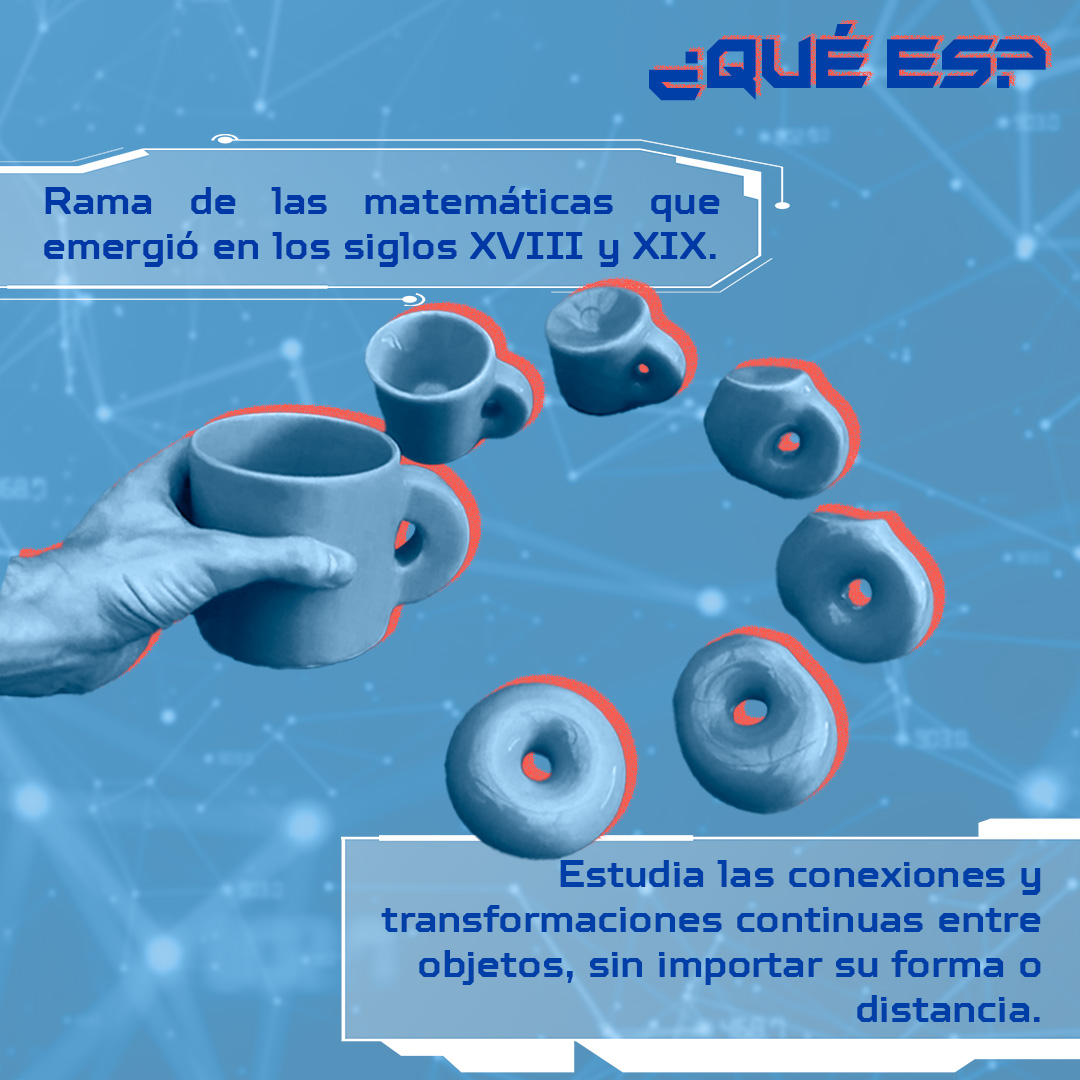 ¿QUÉ ES?
Rama de las matemáticas que
emergió en los siglos XVIII y XIX.
Estudia las conexiones y
transformaciones continuas entre
objetos, sin importar su forma o
distancia.